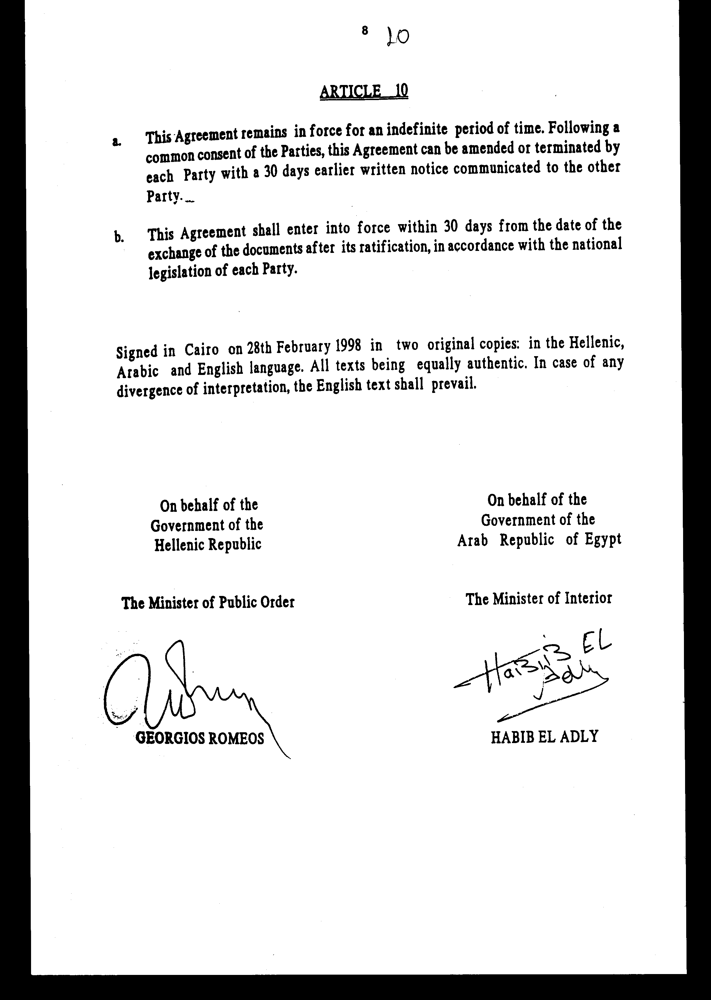 8 10
ARTICLE 10
a. This Agreement remains in force for an indefinite period of time. Following a
common consent of the Parties, this Agreement can be amended or terminated by
each Party with a 30 days earlier written notice communicated to the other
Party.
b. This Agreement shall enter into force within 30 days from the date of the
exchange of the documents after its ratification, in accordance with the national
legislation of each Party.
Signed in Cairo on 28th February 1998 in two original copies: in the Hellenic,
Arabic and English language. All texts being equally authentic. In case of any
divergence of interpretation, the English text shall prevail.
On behalf of the
Government of the
Hellenic Republic
The Minister of Public Order
GEORGIOS ROMEOS
On behalf of the
Government of the
Arab Republic of Egypt
The Minister of Interior
HaBiB EL
Adly
HABIB EL ADLY